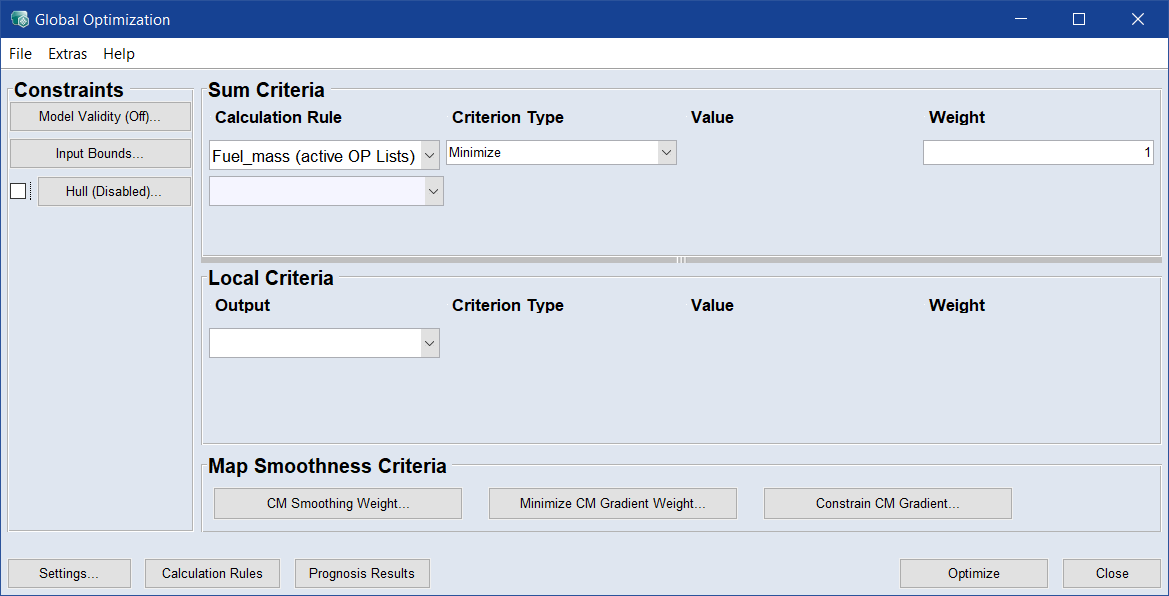 Global Optimization
File Extras Help
Constraints
Model Validity (Off)...
Input Bounds...
Hull (Disabled)...
Sum Criteria
Calculation Rule Criterion Type Value Weight
Fuel_mass (active OP Lists) Minimize 1
Local Criteria
Output Criterion Type Value Weight
Map Smoothness Criteria
CM Smoothing Weight... Minimize CM Gradient Weight... Constrain CM Gradient...
Settings... Calculation Rules Prognosis Results Optimize Close